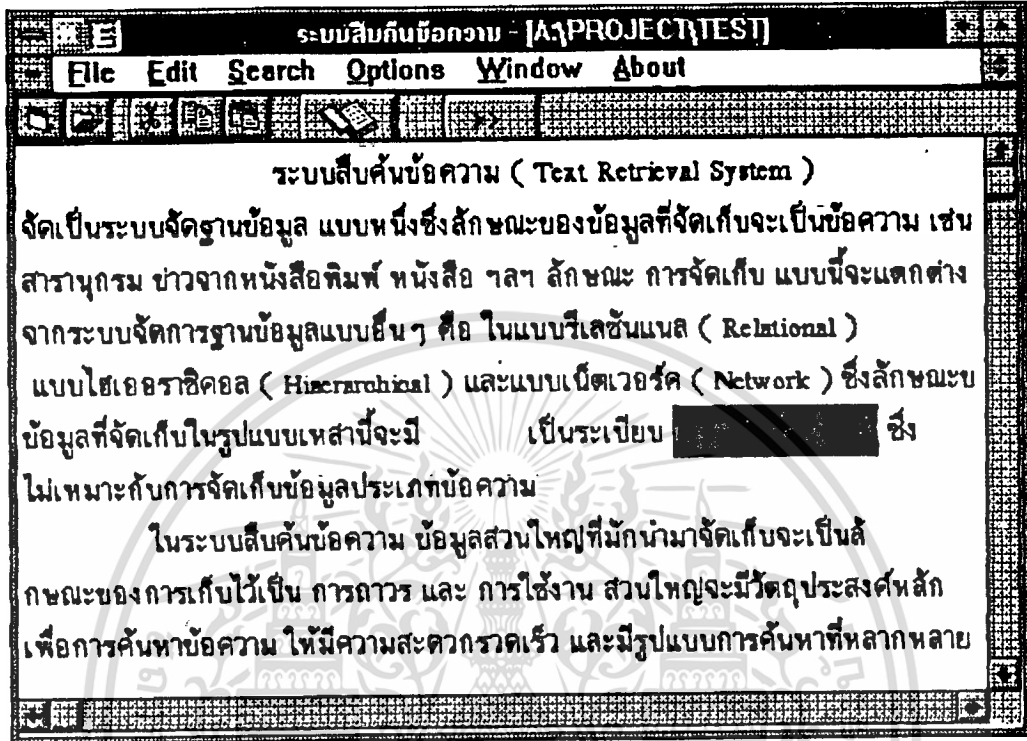 ระบบสืบค้นข้อความ - [A:\PROJECT\TEST]
File Edit Search Options Window About
ระบบสืบค้นข้อความ ( Text Retrieval System )
จัดเป็นระบบจัดฐานข้อมูล แบบหนึ่งซึ่งลักษณะของข้อมูลที่จัดเก็บจะเป็นข้อความ เช่น
สารานุกรม ข่าวจากหนังสือพิมพ์ หนังสือ ฯลฯ ลักษณะ การจัดเก็บ แบบนี้จะแตกต่าง
จากระบบจัดการฐานข้อมูลแบบอื่นๆ คือ ในแบบรีเลชันแนล ( Relational )
แบบไฮเออราชิคอล ( Hiaerarohioal ) และแบบเน็ตเวอร์ค ( Network ) ซึ่งลักษณะข
ข้อมูลที่จัดเก็บในรูปแบบเหล่านี้จะมี เป็นระเบียบ ซึ่ง
ไม่เหมาะกับการจัดเก็บข้อมูลประเภทข้อความ
ในระบบสืบค้นข้อความ ข้อมูลส่วนใหญ่ที่มักนำมาจัดเก็บจะเป็นลั
กษณะของการเก็บไว้เป็น การถาวร และ การใช้งาน ส่วนใหญ่จะมีวัตถุประสงค์หลัก
เพื่อการค้นหาข้อความ ให้มีความสะดวกรวดเร็ว และมีรูปแบบการค้นหาที่หลากหลาย